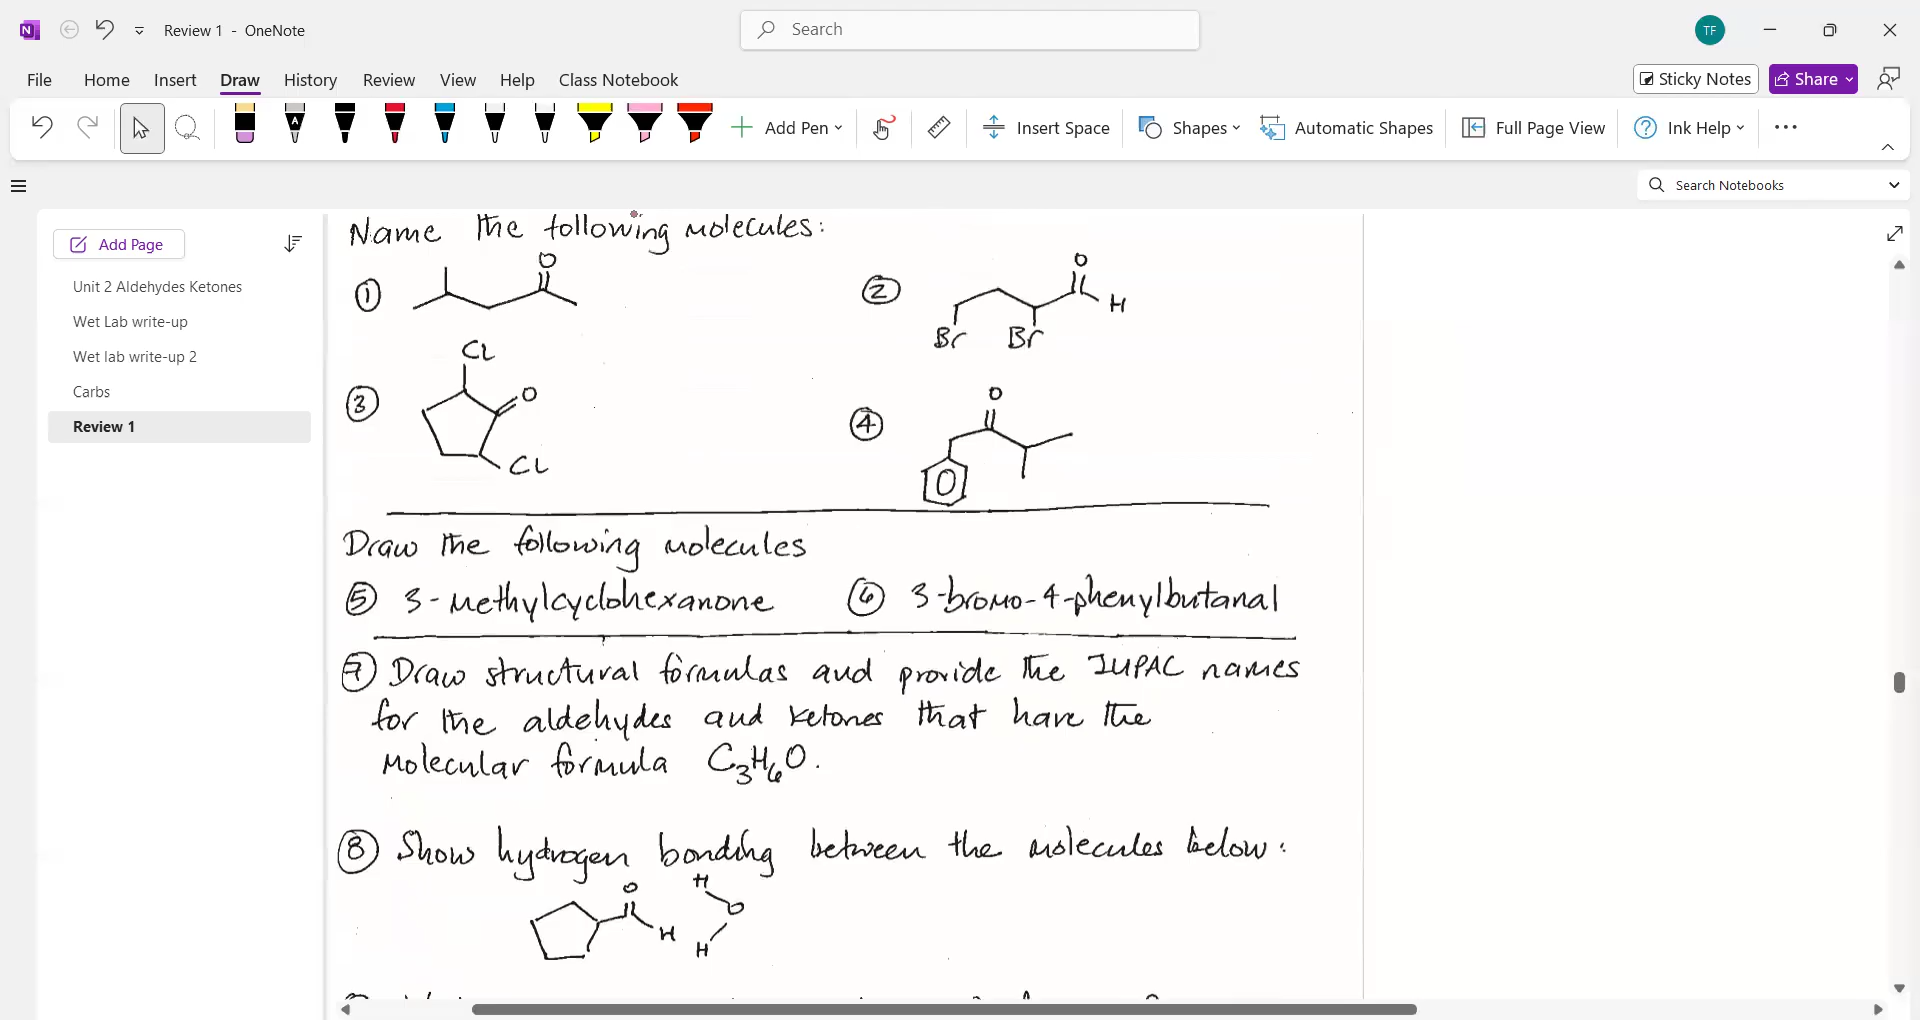 Review 1 - OneNote
Search
TF
File Home Insert Draw History Review View Help Class Notebook
Sticky Notes
Share
Add Pen
Insert Space
Shapes
Automatic Shapes
Full Page View
Ink Help
Search Notebooks
Add Page
Unit 2 Aldehydes Ketones
Wet Lab write-up
Wet lab write-up 2
Carbs
Review 1
Name the following molecules:
① O
② O H Br Br
③ Cl O Cl
④ O
Draw the following molecules
⑤ 3-methylcyclohexanone ⑥ 3-bromo-4-phenylbutanal
⑦ Draw structural formulas and provide the IUPAC names
for the aldehydes and ketones that have the
molecular formula C₃H₆O.
⑧ Show hydrogen bonding between the molecules below:
O H H O H